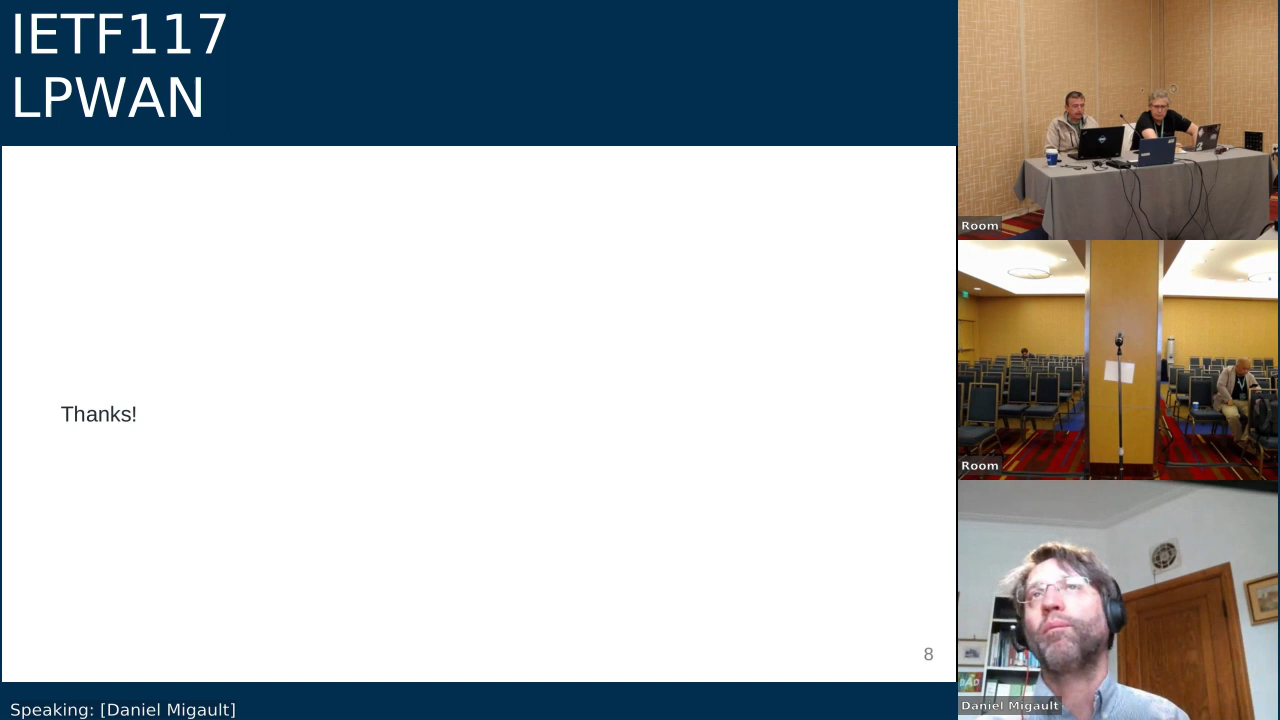 IETF117
LPWAN
Thanks!
8
Speaking: [Daniel Migault]
Room
Room
Daniel Migault